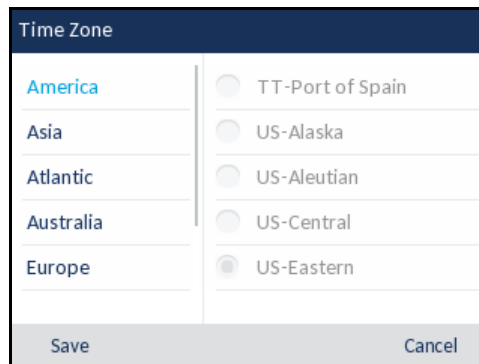 Time Zone
America
TT-Port of Spain
Asia
US-Alaska
Atlantic
US-Aleutian
Australia
US-Central
Europe
US-Eastern
Save
Cancel